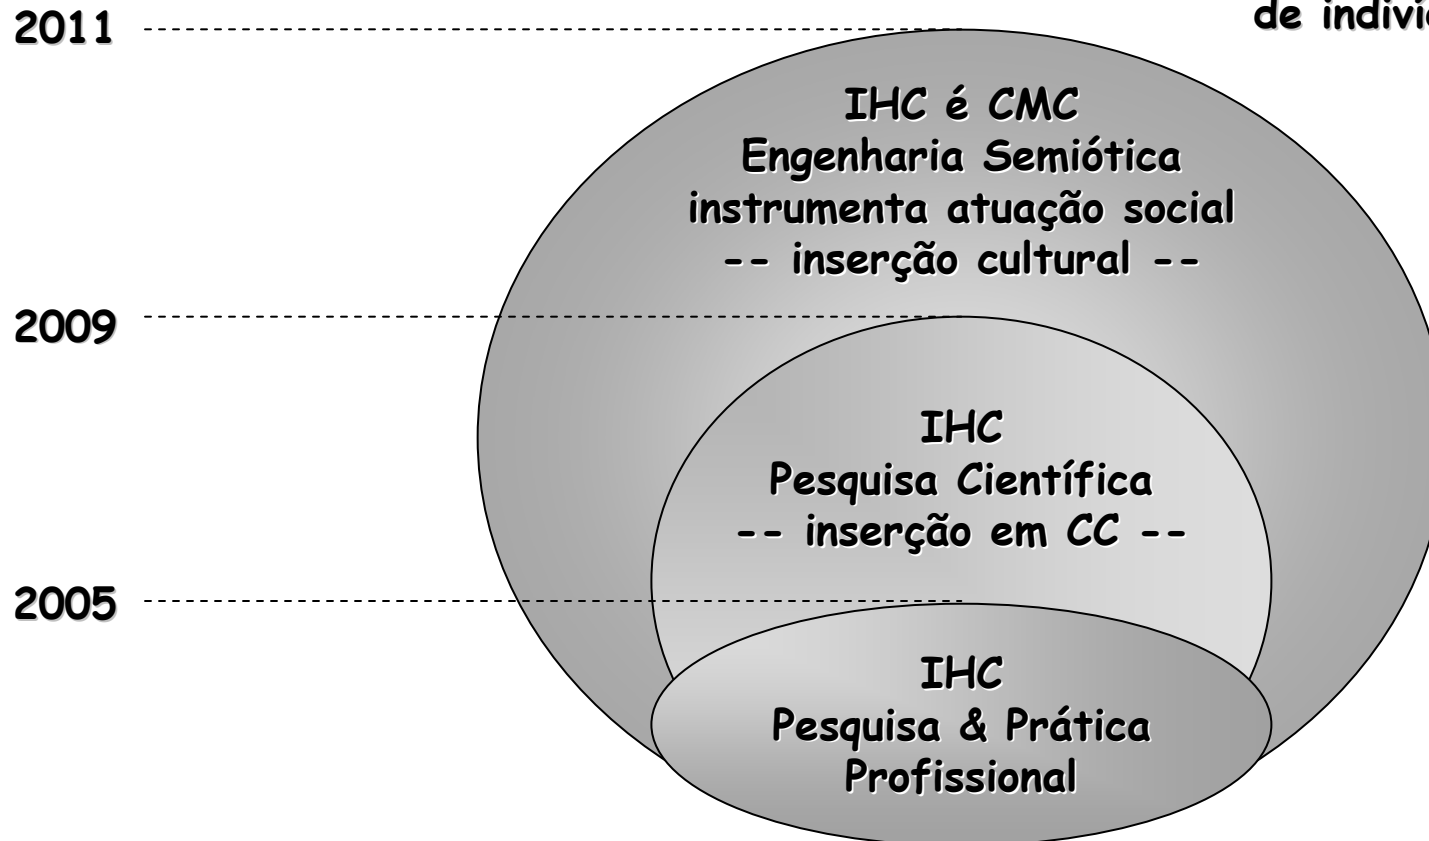 2011
de
IHC é CMC
Engenharia Semiótica
instrumenta atuação social
-- inserção cultural --
2009
IHC
Pesquisa Científica
-- inserção em CC --
2005
IHC
Pesquisa & Prática
Profissional